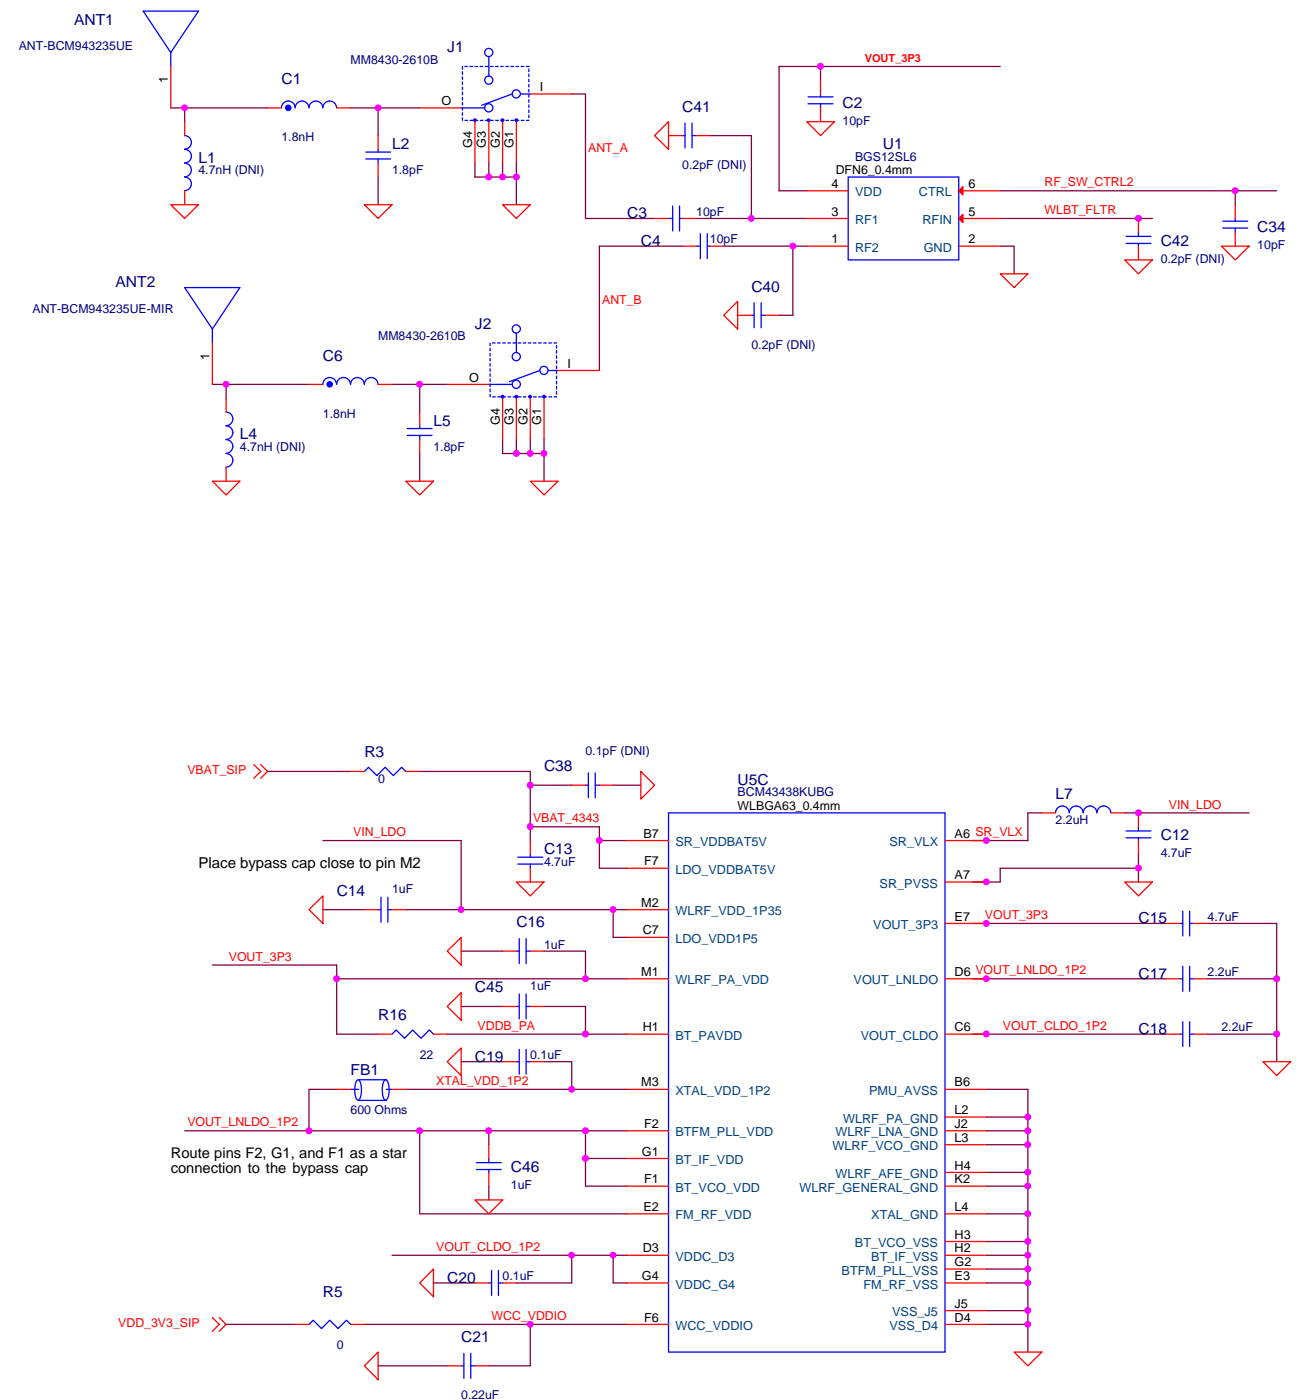 ANT1
ANT-BCM943235UE
1
C1
1.8nH
L1
4.7nH (DNI)
L2
1.8pF
J1
MM8430-2610B
O
I
G4
G3
G2
G1
ANT_A
C41
0.2pF (DNI)
VOUT_3P3
C2
10pF
U1
BGS12SL6
DFN6_0.4mm
4
VDD
CTRL
6
RF_SW_CTRL2
3
RF1
RFIN
5
WLBT_FLTR
1
RF2
GND
2
C34
10pF
C42
0.2pF (DNI)
C3
10pF
C4
10pF
C40
0.2pF (DNI)
ANT_B
ANT2
ANT-BCM943235UE-MIR
1
C6
1.8nH
L4
4.7nH (DNI)
L5
1.8pF
J2
MM8430-2610B
O
I
G4
G3
G2
G1
VBAT_SIP
R3
0
C38
0.1pF (DNI)
VBAT_4343
C13
4.7uF
VIN_LDO
Place bypass cap close to pin M2
C14
1uF
C16
1uF
VOUT_3P3
C45
1uF
R16
22
VDDB_PA
C19
0.1uF
FB1
600 Ohms
XTAL_VDD_1P2
VOUT_LNLDO_1P2
Route pins F2, G1, and F1 as a star
connection to the bypass cap
C46
1uF
VOUT_CLDO_1P2
C20
0.1uF
VDD_3V3_SIP
R5
0
WCC_VDDIO
C21
0.22uF
U5C
BCM43438KUBG
WLBGA63_0.4mm
B7
SR_VDDBAT5V
F7
LDO_VDDBAT5V
M2
WLRF_VDD_1P35
C7
LDO_VDD1P5
M1
WLRF_PA_VDD
H1
BT_PAVDD
M3
XTAL_VDD_1P2
F2
BTFM_PLL_VDD
G1
BT_IF_VDD
F1
BT_VCO_VDD
E2
FM_RF_VDD
D3
VDDC_D3
G4
VDDC_G4
F6
WCC_VDDIO
SR_VLX
A6
SR_VLX
SR_PVSS
A7
VOUT_3P3
E7
VOUT_3P3
VOUT_LNLDO
D6
VOUT_LNLDO_1P2
VOUT_CLDO
C6
VOUT_CLDO_1P2
PMU_AVSS
B6
WLRF_PA_GND
L2
WLRF_LNA_GND
J2
WLRF_VCO_GND
L3
WLRF_AFE_GND
H4
WLRF_GENERAL_GND
K2
XTAL_GND
L4
BT_VCO_VSS
H3
BT_IF_VSS
H2
BTFM_PLL_VSS
G2
FM_RF_VSS
E3
VSS_J5
J5
VSS_D4
D4
L7
2.2uH
VIN_LDO
C12
4.7uF
C15
4.7uF
C17
2.2uF
C18
2.2uF